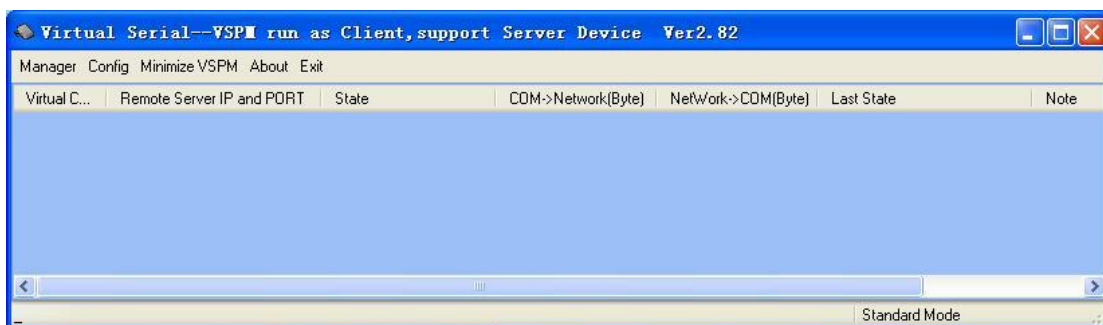 Virtual Serial--VSPM run as Client,support Server Device Ver2.82
Manager Config Minimize VSPM About Exit
Virtual C... Remote Server IP and PORT State COM->Network(Byte) NetWork->COM(Byte) Last State Note
Standard Mode